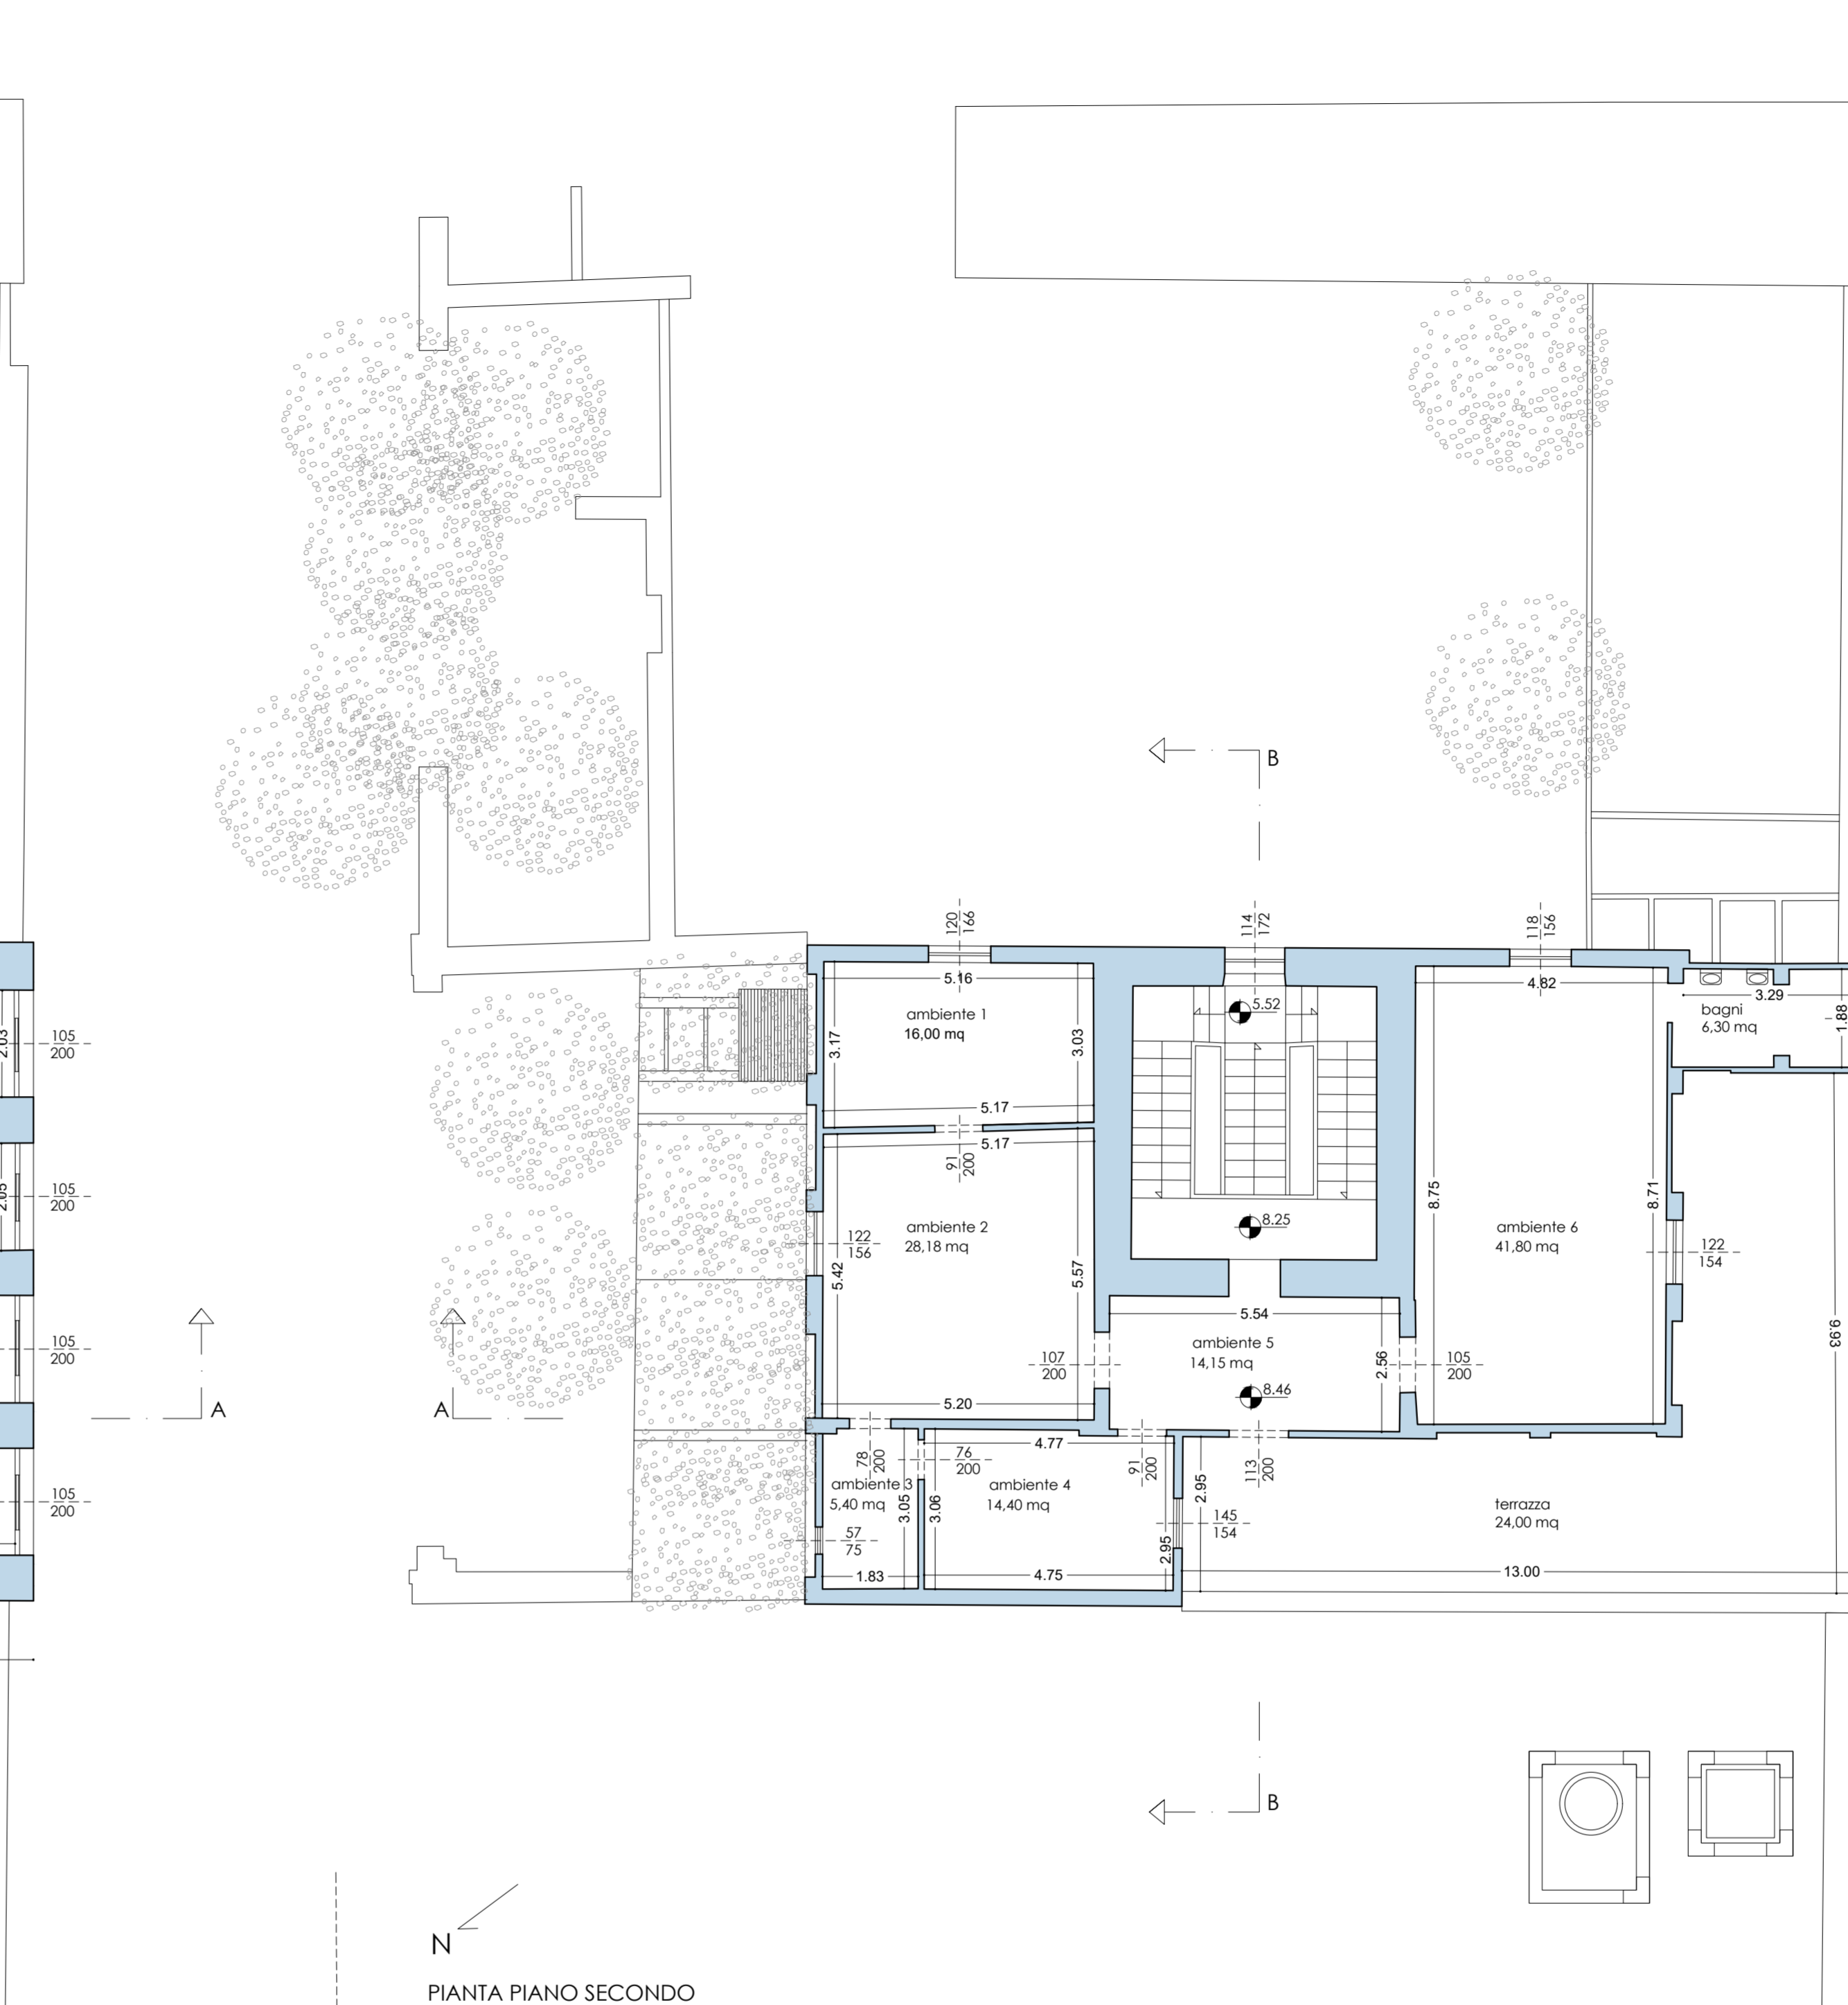 B
120
166
114
172
118
156
5.16
4.82
3.29
5.52
ambiente 1
16,00 mq
bagni
6,30 mq
1.88
3.17
3.03
2.03
105
200
5.17
5.17
91
200
2.05
105
200
8.75
8.71
ambiente 2
28,18 mq
8.25
ambiente 6
41,80 mq
122
156
122
154
5.42
5.57
5.54
9.93
ambiente 5
14,15 mq
105
200
107
200
2.56
105
200
8.46
5.20
A
A
4.77
78
200
76
200
91
200
113
200
ambiente 3
5,40 mq
3.05
3.06
ambiente 4
14,40 mq
2.95
105
200
terrazza
24,00 mq
145
154
57
75
2.95
1.83
4.75
13.00
B
N
PIANTA PIANO SECONDO